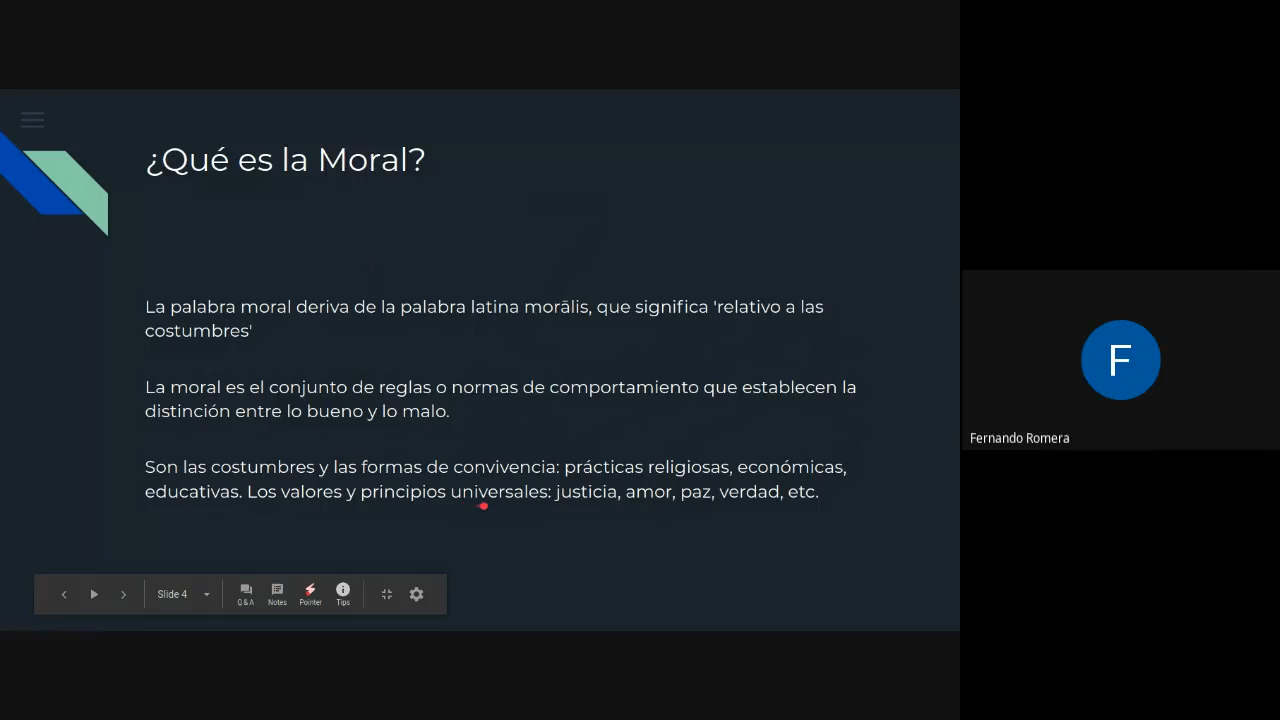 ¿Qué es la Moral?
La palabra moral deriva de la palabra latina morālis, que significa 'relativo a las
costumbres'
La moral es el conjunto de reglas o normas de comportamiento que establecen la
distinción entre lo bueno y lo malo.
Son las costumbres y las formas de convivencia: prácticas religiosas, económicas,
educativas. Los valores y principios universales: justicia, amor, paz, verdad, etc.
Slide 4
Q & A
Notes
Pointer
Tips
F
Fernando Romera